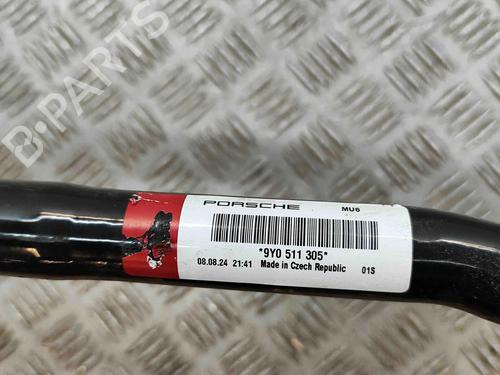 B-PARTS
PORSCHE MU6
*9Y0 511 305*
08.08.24 21:41 Made in Czech Republic 01S